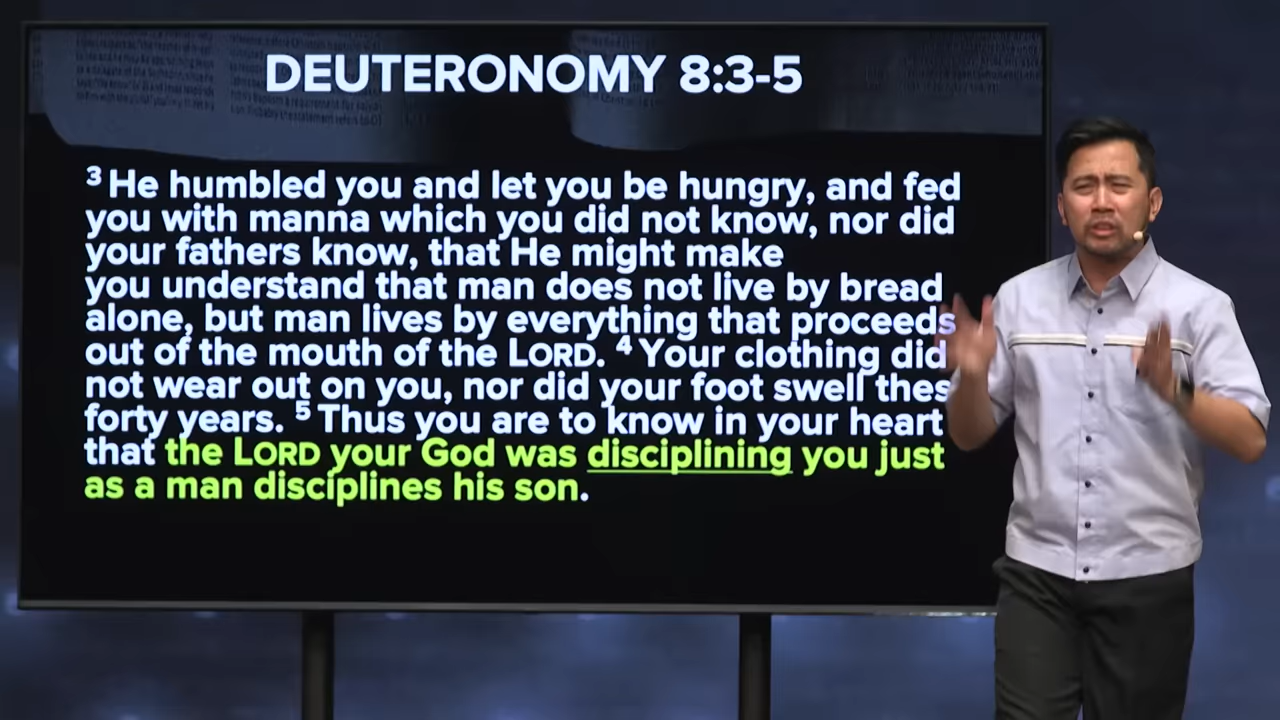 DEUTERONOMY 8:3-5
3 He humbled you and let you be hungry, and fed
you with manna which you did not know, nor did
your fathers know, that He might make
you understand that man does not live by bread
alone, but man lives by everything that proceeds
out of the mouth of the LORD. 4 Your clothing did
not wear out on you, nor did your foot swell thes
forty years. 5 Thus you are to know in your heart
that the LORD your God was disciplining you just
as a man disciplines his son.